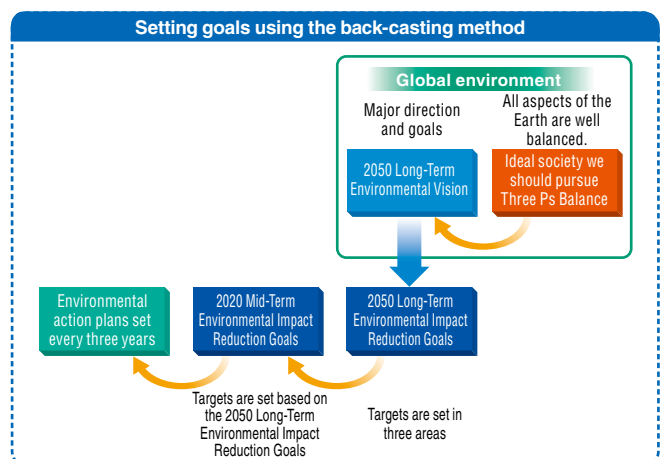 Setting goals using the back-casting method
Global environment
Major direction
and goals
All aspects of the
Earth are well
balanced.
2050 Long-Term
Environmental Vision
Ideal society we
should pursue
Three Ps Balance
Environmental
action plans set
every three years
2020 Mid-Term
Environmental Impact
Reduction Goals
2050 Long-Term
Environmental Impact
Reduction Goals
Targets are set based on
the 2050 Long-Term
Environmental Impact
Reduction Goals
Targets are set in
three areas